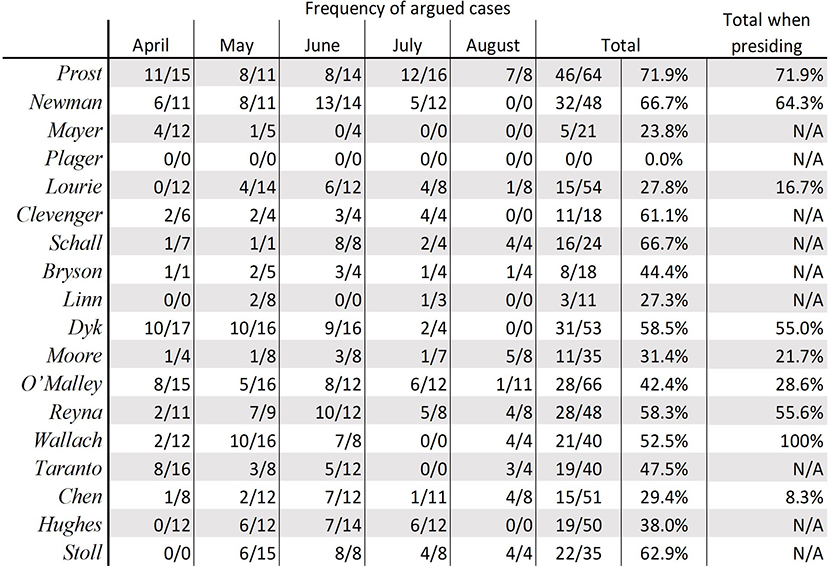 Frequency of argued cases
Total when
presiding
April May June July August Total
Prost 11/15 8/11 8/14 12/16 7/8 46/64 71.9% 71.9%
Newman 6/11 8/11 13/14 5/12 0/0 32/48 66.7% 64.3%
Mayer 4/12 1/5 0/4 0/0 0/0 5/21 23.8% N/A
Plager 0/0 0/0 0/0 0/0 0/0 0/0 0.0% N/A
Lourie 0/12 4/14 6/12 4/8 1/8 15/54 27.8% 16.7%
Clevenger 2/6 2/4 3/4 4/4 0/0 11/18 61.1% N/A
Schall 1/7 1/1 8/8 2/4 4/4 16/24 66.7% N/A
Bryson 1/1 2/5 3/4 1/4 1/4 8/18 44.4% N/A
Linn 0/0 2/8 0/0 1/3 0/0 3/11 27.3% N/A
Dyk 10/17 10/16 9/16 2/4 0/0 31/53 58.5% 55.0%
Moore 1/4 1/8 3/8 1/7 5/8 11/35 31.4% 21.7%
O'Malley 8/15 5/16 8/12 6/12 1/11 28/66 42.4% 28.6%
Reyna 2/11 7/9 10/12 5/8 4/8 28/48 58.3% 55.6%
Wallach 2/12 10/16 7/8 0/0 4/4 21/40 52.5% 100%
Taranto 8/16 3/8 5/12 0/0 3/4 19/40 47.5% N/A
Chen 1/8 2/12 7/12 1/11 4/8 15/51 29.4% 8.3%
Hughes 0/12 6/12 7/14 6/12 0/0 19/50 38.0% N/A
Stoll 0/0 6/15 8/8 4/8 4/4 22/35 62.9% N/A